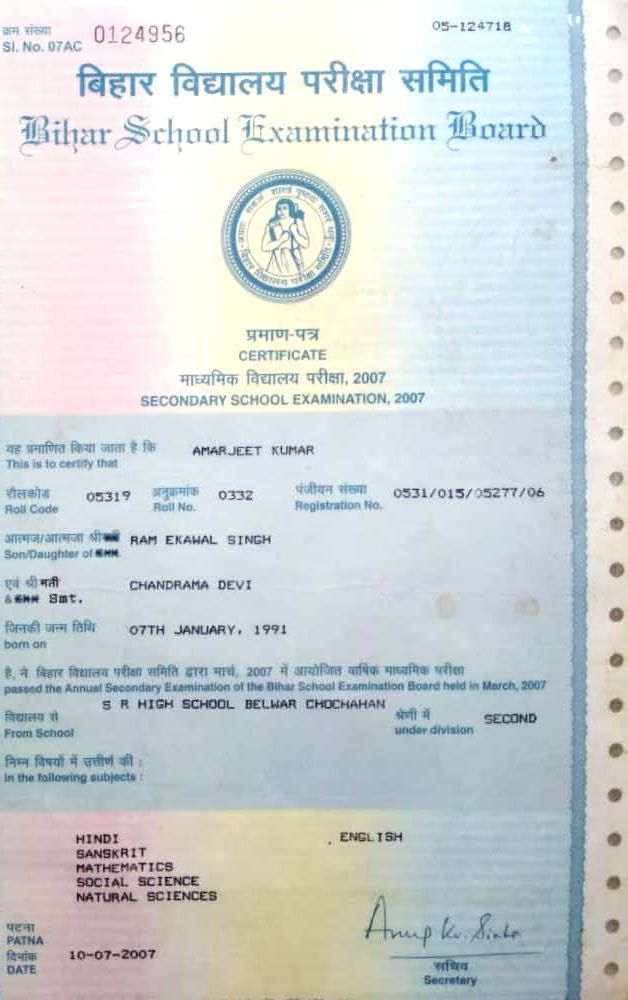 क्रम संख्या
Sl. No. 07AC 0124956
05-124718
बिहार विद्यालय परीक्षा समिति
Bihar School Examination Board
प्रमाण-पत्र
CERTIFICATE
माध्यमिक विद्यालय परीक्षा, 2007
SECONDARY SCHOOL EXAMINATION, 2007
यह प्रमाणित किया जाता है कि AMARJEET KUMAR
This is to certify that
रौलकोड 05319 अनुक्रमांक 0332 पंजीयन संख्या 0531/015/05277/06
Roll Code Roll No. Registration No.
आत्मज/आत्मजा श्री RAM EKAWAL SINGH
Son/Daughter of
एवं श्रीमती CHANDRAMA DEVI
& Smt.
जिनकी जन्म तिथि 07TH JANUARY, 1991
born on
है, ने बिहार विद्यालय परीक्षा समिति द्वारा मार्च, 2007 में आयोजित वार्षिक माध्यमिक परीक्षा
passed the Annual Secondary Examination of the Bihar School Examination Board held in March, 2007
S R HIGH SCHOOL BELWAR CHOCHAHAN
विद्यालय से श्रेणी में SECOND
From School under division
निम्न विषयों में उत्तीर्ण की :
in the following subjects :
HINDI ENGLISH
SANSKRIT
MATHEMATICS
SOCIAL SCIENCE
NATURAL SCIENCES
Anup Kr. Sinha
पटना
PATNA
दिनांक 10-07-2007
DATE
सचिव
Secretary